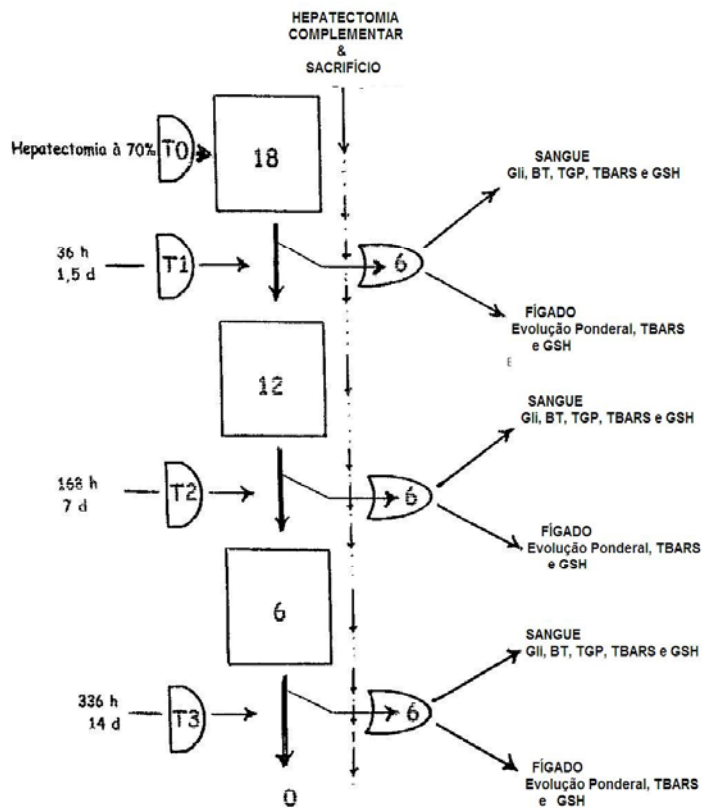 HEPATECTOMIA
COMPLEMENTAR
&
SACRIFÍCIO
Hepatectomia à 70%
T0
18
SANGUE
Gli, BT, TGP, TBARS e GSH
36 h
1,5 d
T1
6
FÍGADO
Evolução Ponderal, TBARS
e GSH
E
12
SANGUE
Gli, BT, TGP, TBARS e GSH
168 h
7 d
T2
6
FÍGADO
Evolução Ponderal, TBARS
e GSH
6
SANGUE
Gli, BT, TGP, TBARS e GSH
336 h
14 d
T3
6
FÍGADO
Evolução Ponderal, TBARS
e GSH
0